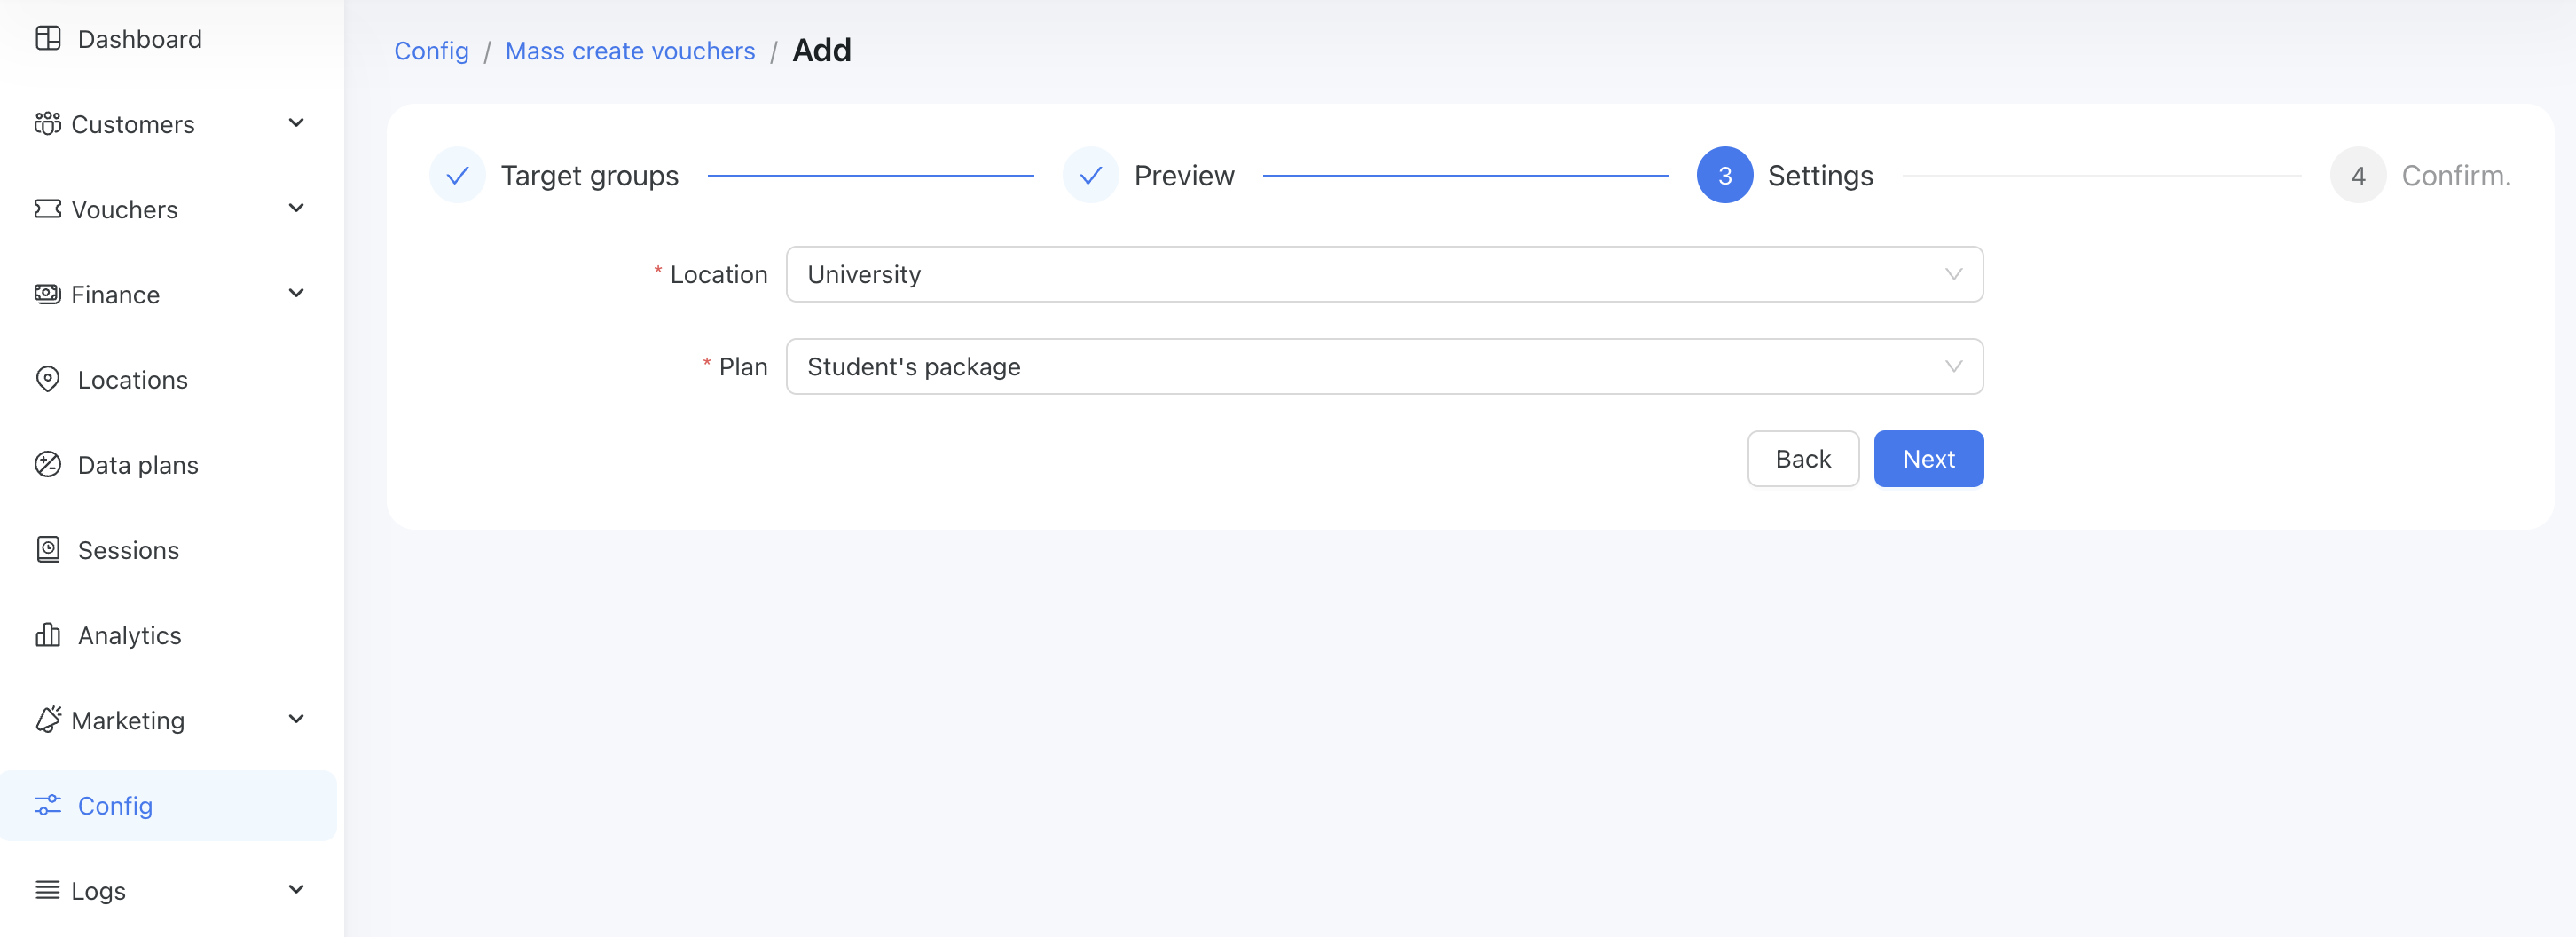 Dashboard
Customers
Vouchers
Finance
Locations
Data plans
Sessions
Analytics
Marketing
Config
Logs
Config / Mass create vouchers / Add
Target groups
Preview
3 Settings
4 Confirm.
* Location University
* Plan Student's package
Back Next